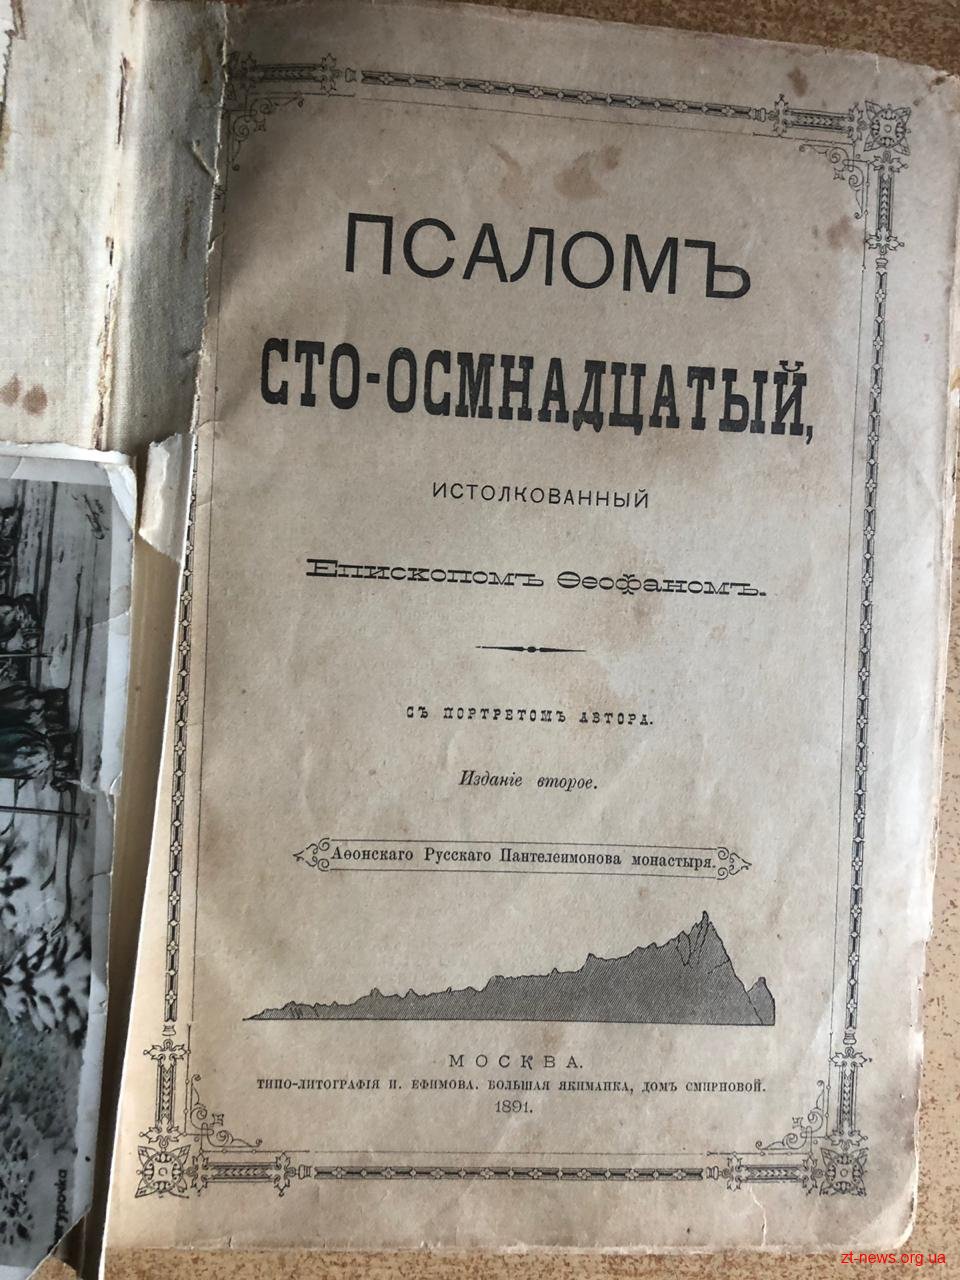 ПСАЛОМЪ
СТО-ОСМНАДЦАТЫЙ,
ИСТОЛКОВАННЫЙ
Епископомъ Ѳеофаномъ.
СЪ ПОРТРЕТОМЪ АВТОРА.
Изданіе второе.
Аѳонскаго Русскаго Пантелеимонова монастыря.
МОСКВА.
ТИПО-ЛИТОГРАФІЯ И. ЕФИМОВА. БОЛЬШАЯ ЯКИМАНКА, ДОМЪ СМИРНОВОЙ.
1891.
zt-news.org.ua